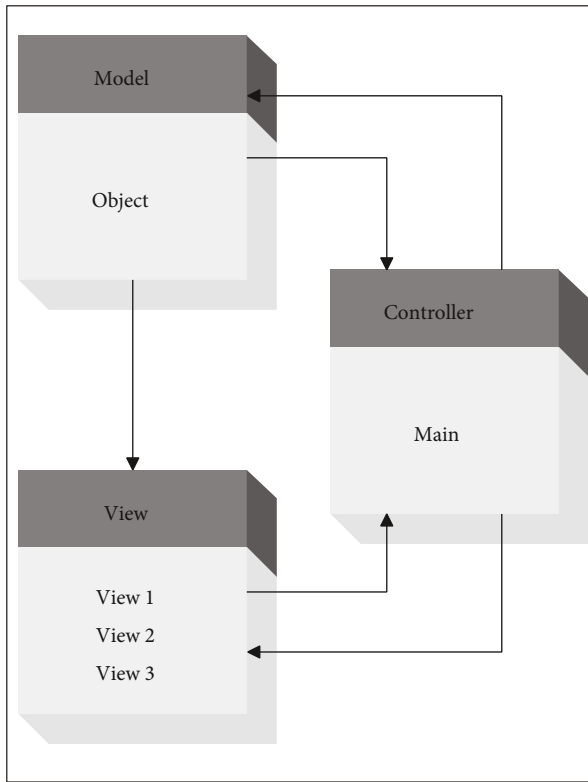 Model
Object
Controller
Main
View
View 1
View 2
View 3